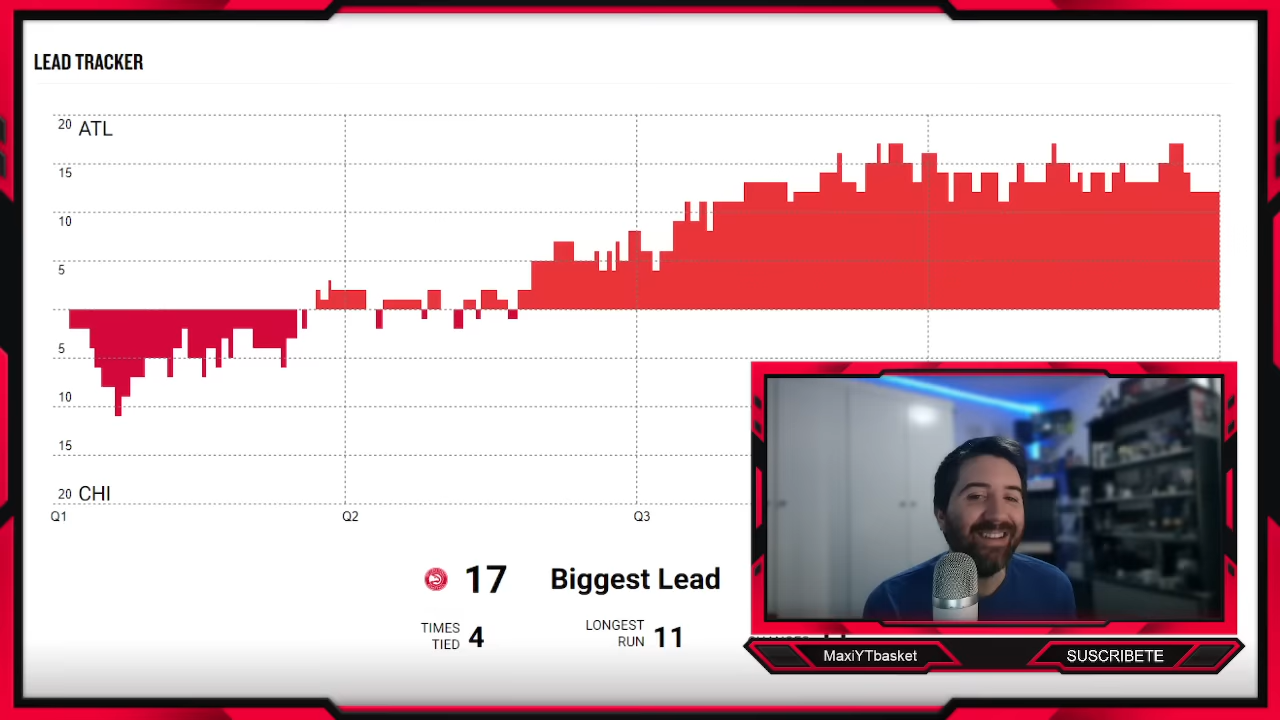 LEAD TRACKER
20 ATL
15
10
5
5
10
15
20 CHI
Q1 Q2 Q3
17 Biggest Lead
TIMES TIED 4
LONGEST RUN 11
MaxiYTbasket
SUSCRIBETE